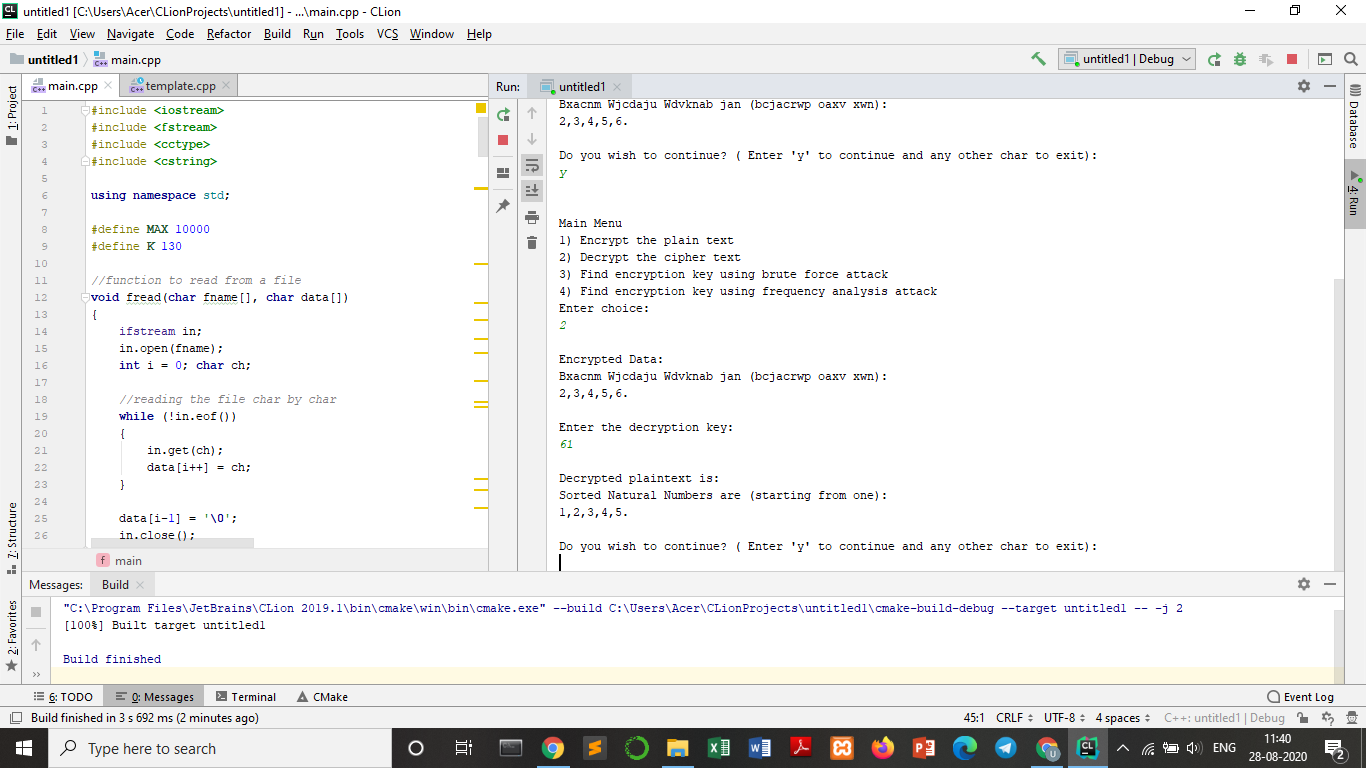 untitled1 [C:\Users\Acer\CLionProjects\untitled1] - ...\main.cpp - CLion
File Edit View Navigate Code Refactor Build Run Tools VCS Window Help
untitled1 main.cpp untitled1 | Debug
main.cpp template.cpp
1: Project
1 #include <iostream>
2 #include <fstream>
3 #include <cctype>
4 #include <cstring>
5
6 using namespace std;
7
8 #define MAX 10000
9 #define K 130
10
11 //function to read from a file
12 void fread(char fname[], char data[])
13 {
14 ifstream in;
15 in.open(fname);
16 int i = 0; char ch;
17
18 //reading the file char by char
19 while (!in.eof())
20 {
21 in.get(ch);
22 data[i++] = ch;
23 }
24
25 data[i-1] = '\0';
26 in.close();
main
Run: untitled1
Bxacnm Wjcdaju Wdvknab jan (bcjacrwp oaxv xwn):
2,3,4,5,6.
Do you wish to continue? ( Enter 'y' to continue and any other char to exit):
y
Main Menu
1) Encrypt the plain text
2) Decrypt the cipher text
3) Find encryption key using brute force attack
4) Find encryption key using frequency analysis attack
Enter choice:
2
Encrypted Data:
Bxacnm Wjcdaju Wdvknab jan (bcjacrwp oaxv xwn):
2,3,4,5,6.
Enter the decryption key:
61
Decrypted plaintext is:
Sorted Natural Numbers are (starting from one):
1,2,3,4,5.
Do you wish to continue? ( Enter 'y' to continue and any other char to exit):
Database
4: Run
7: Structure
2: Favorites
Messages: Build
"C:\Program Files\JetBrains\CLion 2019.1\bin\cmake\win\bin\cmake.exe" --build C:\Users\Acer\CLionProjects\untitled1\cmake-build-debug --target untitled1 -- -j 2
[100%] Built target untitled1
Build finished
6: TODO 0: Messages Terminal CMake Event Log
Build finished in 3 s 692 ms (2 minutes ago) 45:1 CRLF UTF-8 4 spaces C++: untitled1 | Debug
Type here to search ENG 11:40
28-08-2020 2